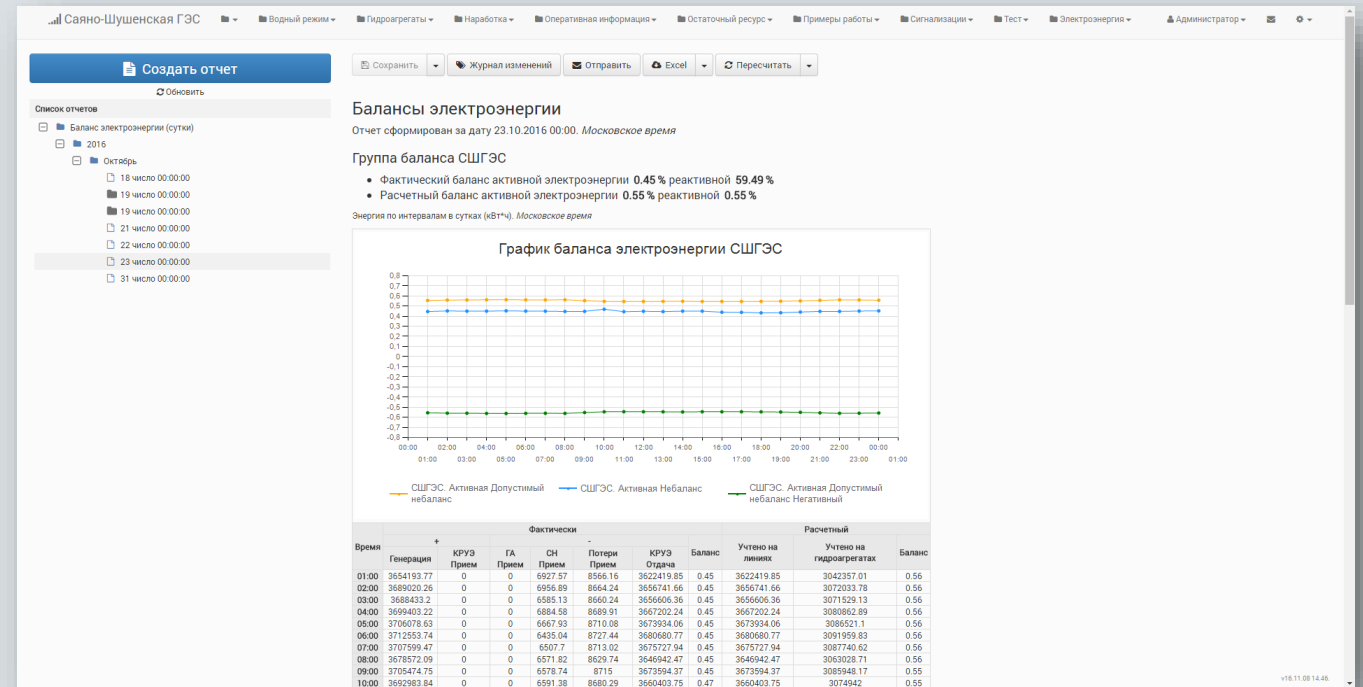 Саяно-Шушенская ГЭС Водный режим Гидроагрегаты Наработка Оперативная информация Остаточный ресурс Примеры работы Сигнализации Тест Электроэнергия Администратор
Создать отчет
Обновить
Список отчетов
Баланс электроэнергии (сутки)
2016
Октябрь
18 число 00:00:00
19 число 00:00:00
19 число 00:00:00
21 число 00:00:00
22 число 00:00:00
23 число 00:00:00
31 число 00:00:00
Сохранить Журнал изменений Отправить Excel Пересчитать
Балансы электроэнергии
Отчет сформирован за дату 23.10.2016 00:00. Московское время
Группа баланса СШГЭС
• Фактический баланс активной электроэнергии 0.45 % реактивной 59.49 %
• Расчетный баланс активной электроэнергии 0.55 % реактивной 0.55 %
Энергия по интервалам в сутках (кВт*ч). Московское время
График баланса электроэнергии СШГЭС
0,8
0,7
0,6
0,5
0,4
0,3
0,2
0,1
0
-0,1
-0,2
-0,3
-0,4
-0,6
-0,6
-0,7
-0,8
00:00 02:00 04:00 06:00 08:00 10:00 12:00 14:00 16:00 18:00 20:00 22:00 00:00
01:00 03:00 05:00 07:00 09:00 11:00 13:00 15:00 17:00 19:00 21:00 23:00 01:00
СШГЭС. Активная Допустимый небаланс
СШГЭС. Активная Небаланс
СШГЭС. Активная Допустимый небаланс Негативный
Фактически Расчетный
Время + - Баланс Учтено на линиях Учтено на гидроагрегатах Баланс
Генерация КРУЭ Прием ГА Прием СН Прием Потери Прием КРУЭ Отдача
01:00 3654193.77 0 0 6927.57 8566.16 3622419.85 0.45 3622419.85 3042357.01 0.56
02:00 3689020.26 0 0 6956.89 8664.24 3656741.66 0.45 3656741.66 3072033.78 0.56
03:00 3688433.2 0 0 6585.13 8660.24 3656606.36 0.45 3656606.36 3071529.13 0.56
04:00 3699403.22 0 0 6884.58 8689.91 3667202.24 0.45 3667202.24 3080862.89 0.56
05:00 3706078.63 0 0 6667.93 8710.08 3673934.06 0.45 3673934.06 3086521.1 0.56
06:00 3712553.74 0 0 6435.04 8727.44 3680680.77 0.45 3680680.77 3091959.83 0.56
07:00 3707599.47 0 0 6507.7 8713.02 3675727.94 0.45 3675727.94 3087740.62 0.56
08:00 3678572.09 0 0 6571.82 8629.74 3646942.47 0.45 3646942.47 3063028.71 0.56
09:00 3705474.75 0 0 6578.74 8715 3673594.37 0.45 3673594.37 3085948.17 0.55
10:00 3692983.84 0 0 6591.38 8680.29 3660403.75 0.47 3660403.75 3074942 0.55
v16.11.08 14.46.